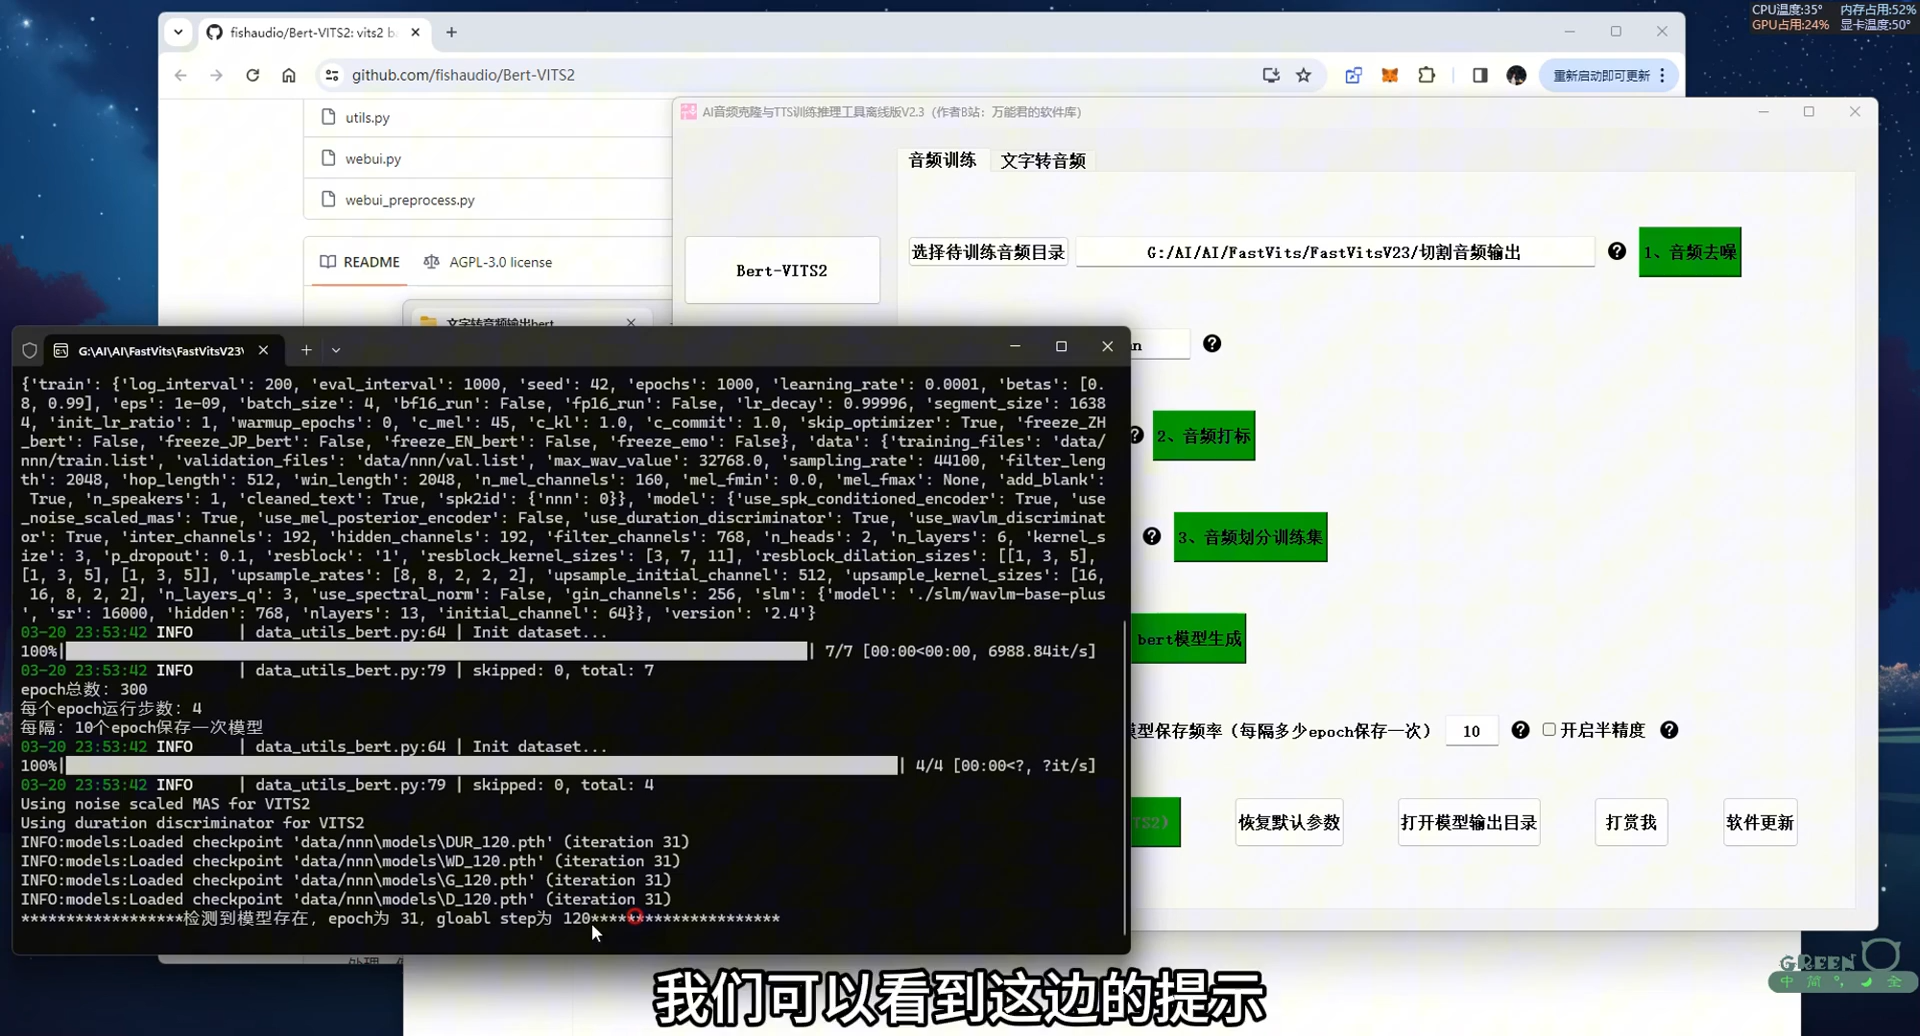 CPU温度:35° 内存占用:52%
GPU占用:24% 显卡温度:50°
fishaudio/Bert-VITS2: vits2 b
github.com/fishaudio/Bert-VITS2
重新启动即可更新
utils.py
webui.py
webui_preprocess.py
README
AGPL-3.0 license
文字转音频输出bert
AI音频克隆与TTS训练推理工具离线版V2.3（作者B站：万能君的软件库）
音频训练 文字转音频
Bert-VITS2
选择待训练音频目录
G:/AI/AI/FastVits/FastVitsV23/切割音频输出
1、音频去噪
2、音频打标
3、音频划分训练集
bert模型生成
型保存频率（每隔多少epoch保存一次） 10 开启半精度
TS2）
恢复默认参数
打开模型输出目录
打赏我
软件更新
G:\AI\AI\FastVits\FastVitsV23\
{'train': {'log_interval': 200, 'eval_interval': 1000, 'seed': 42, 'epochs': 1000, 'learning_rate': 0.0001, 'betas': [0.
8, 0.99], 'eps': 1e-09, 'batch_size': 4, 'bf16_run': False, 'fp16_run': False, 'lr_decay': 0.99996, 'segment_size': 1638
4, 'init_lr_ratio': 1, 'warmup_epochs': 0, 'c_mel': 45, 'c_kl': 1.0, 'c_commit': 1.0, 'skip_optimizer': True, 'freeze_ZH
_bert': False, 'freeze_JP_bert': False, 'freeze_EN_bert': False, 'freeze_emo': False}, 'data': {'training_files': 'data/
nnn/train.list', 'validation_files': 'data/nnn/val.list', 'max_wav_value': 32768.0, 'sampling_rate': 44100, 'filter_leng
th': 2048, 'hop_length': 512, 'win_length': 2048, 'n_mel_channels': 160, 'mel_fmin': 0.0, 'mel_fmax': None, 'add_blank':
True, 'n_speakers': 1, 'cleaned_text': True, 'spk2id': {'nnn': 0}}, 'model': {'use_spk_conditioned_encoder': True, 'use
_noise_scaled_mas': True, 'use_mel_posterior_encoder': False, 'use_duration_discriminator': True, 'use_wavlm_discriminat
or': True, 'inter_channels': 192, 'hidden_channels': 192, 'filter_channels': 768, 'n_heads': 2, 'n_layers': 6, 'kernel_s
ize': 3, 'p_dropout': 0.1, 'resblock': '1', 'resblock_kernel_sizes': [3, 7, 11], 'resblock_dilation_sizes': [[1, 3, 5],
[1, 3, 5], [1, 3, 5]], 'upsample_rates': [8, 8, 2, 2, 2], 'upsample_initial_channel': 512, 'upsample_kernel_sizes': [16,
16, 8, 2, 2], 'n_layers_q': 3, 'use_spectral_norm': False, 'gin_channels': 256, 'slm': {'model': './slm/wavlm-base-plus
', 'sr': 16000, 'hidden': 768, 'nlayers': 13, 'initial_channel': 64}}, 'version': '2.4'}
03-20 23:53:42 INFO | data_utils_bert.py:64 | Init dataset...
100%| | 7/7 [00:00<00:00, 6988.84it/s]
03-20 23:53:42 INFO | data_utils_bert.py:79 | skipped: 0, total: 7
epoch总数: 300
每个epoch运行步数: 4
每隔: 10个epoch保存一次模型
03-20 23:53:42 INFO | data_utils_bert.py:64 | Init dataset...
100%| | 4/4 [00:00<?, ?it/s]
03-20 23:53:42 INFO | data_utils_bert.py:79 | skipped: 0, total: 4
Using noise scaled MAS for VITS2
Using duration discriminator for VITS2
INFO:models:Loaded checkpoint 'data/nnn\models\DUR_120.pth' (iteration 31)
INFO:models:Loaded checkpoint 'data/nnn\models\WD_120.pth' (iteration 31)
INFO:models:Loaded checkpoint 'data/nnn\models\G_120.pth' (iteration 31)
INFO:models:Loaded checkpoint 'data/nnn\models\D_120.pth' (iteration 31)
******************检测到模型存在, epoch为 31, gloabl step为 120*********************
我们可以看到这边的提示
GREEN
中 简 °, 全